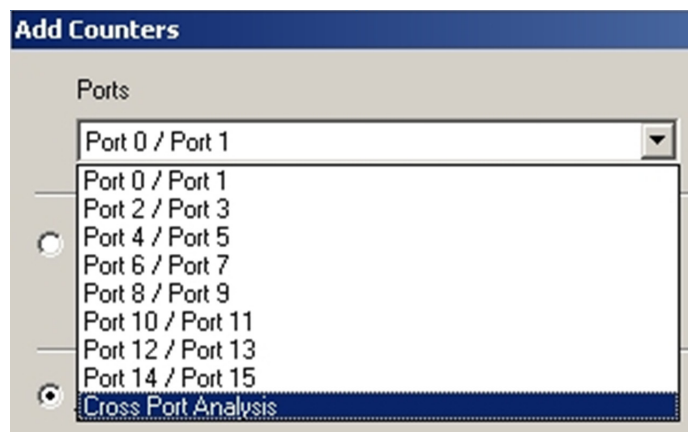 Add Counters
Ports
Port 0 / Port 1
Port 0 / Port 1
Port 2 / Port 3
Port 4 / Port 5
Port 6 / Port 7
Port 8 / Port 9
Port 10 / Port 11
Port 12 / Port 13
Port 14 / Port 15
Cross Port Analysis